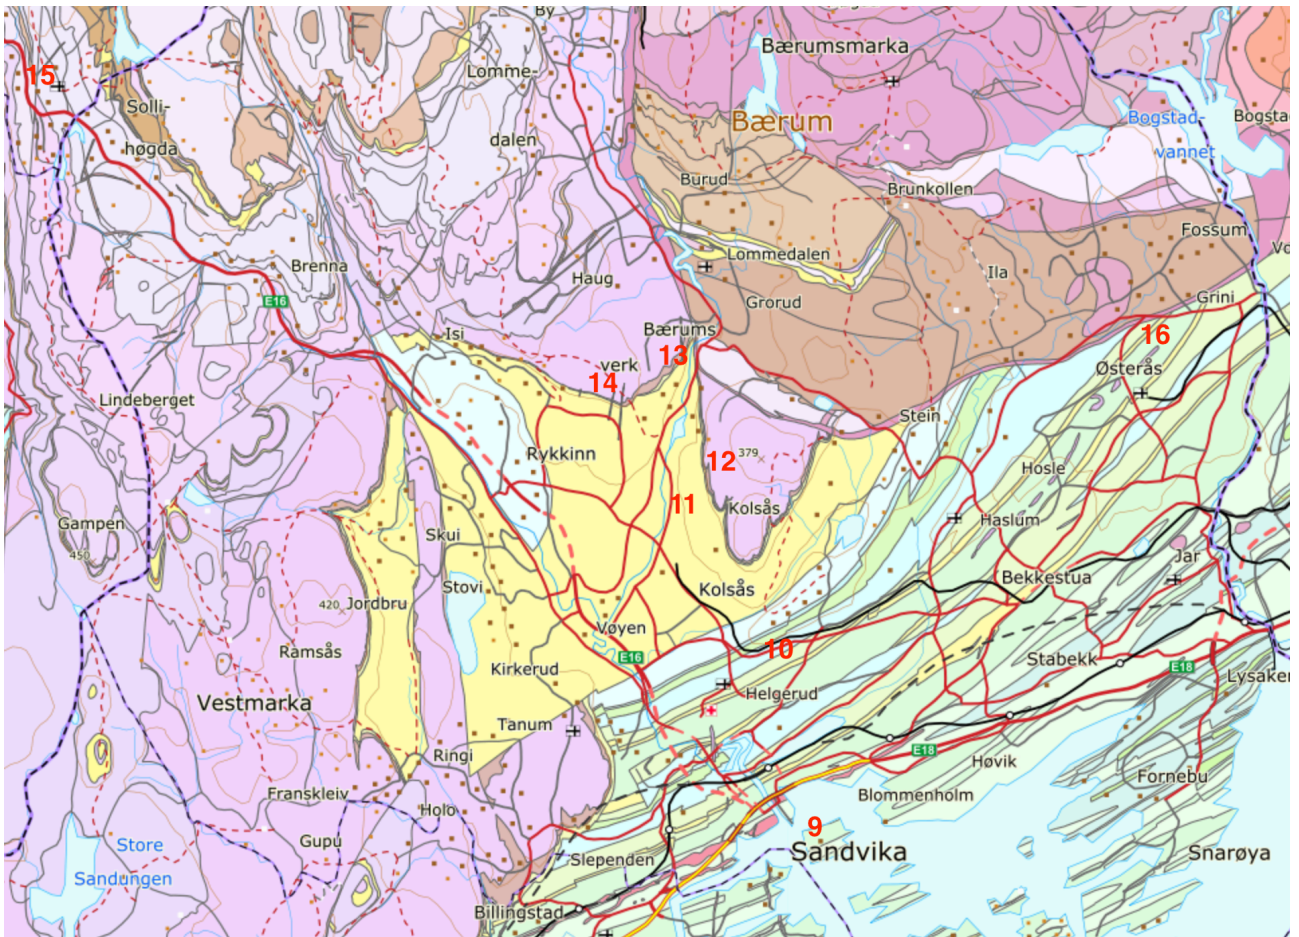 By
Bærumsmarka
15
Lomme-
Solli-
Bærum
Bogstad-
høgda
dalen
vannet
Burud
Brunkollen
Fossum
Lommedalen
Brenna
Haug
Ila
E16
Grorud
Grini
Isi
Bærums
16
13
verk
14
Østerås
Lindeberget
Stein
Rykkinn
12
379
Hosle
11
Kolsås
Gampen
Haslum
450
Skui
Jar
Bekkestua
Stovi
Kolsås
420
Jordbru
Vøyen
Ramsås
10
E16
Stabekk
Kirkerud
E18
Helgerud
Vestmarka
Tanum
E18
Ringi
Høvik
Fornebu
Franskleiv
Blommenholm
Holo
9
Gupu
Store
Sandvika
Snarøya
Slependen
Sandungen
Billingstad